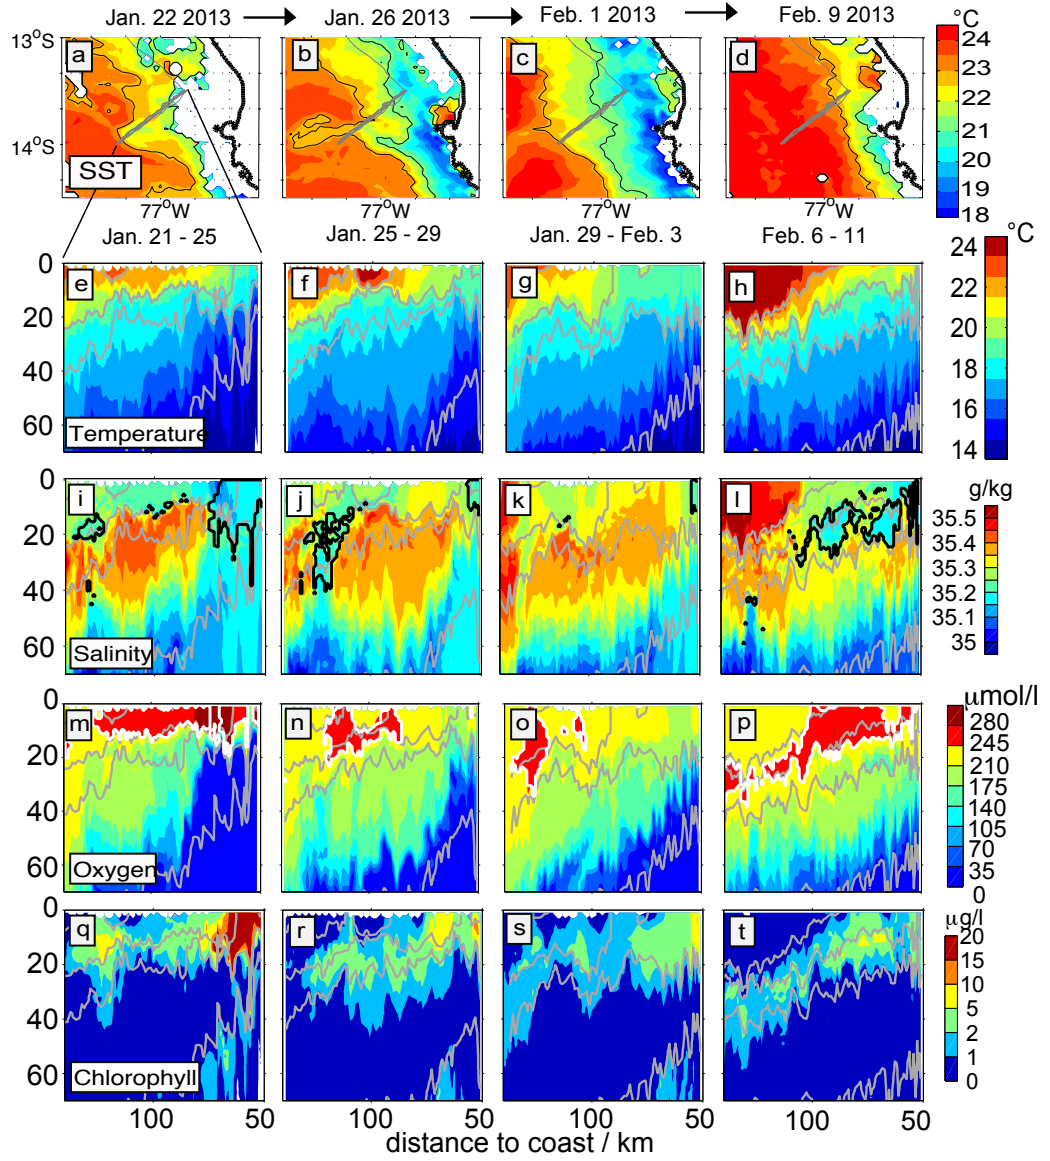 Jan. 22 2013 Jan. 26 2013 Feb. 1 2013 Feb. 9 2013
°C
13°S
14°S
a b c d
SST
77°W 77°W 77°W 77°W
24
23
22
21
20
19
18
Jan. 21 - 25 Jan. 25 - 29 Jan. 29 - Feb. 3 Feb. 6 - 11
°C
0
20
40
60
e f g h
Temperature
24
22
20
18
16
14
0
20
40
60
i j k l
Salinity
g/kg
35.5
35.4
35.3
35.2
35.1
35
0
20
40
60
m n o p
Oxygen
μmol/l
280
245
210
175
140
105
70
35
0
0
20
40
60
q r s t
Chlorophyll
μg/l
20
15
10
5
2
1
0
100 50 100 50 100 50 100 50
distance to coast / km